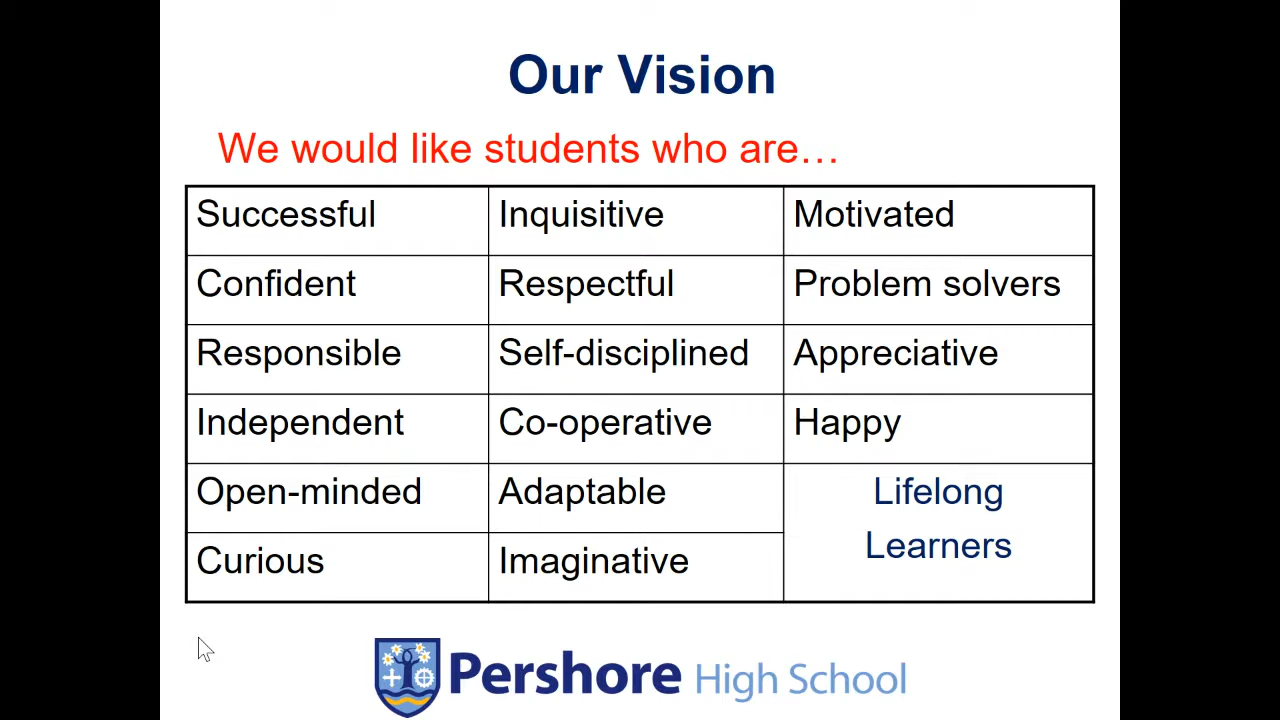 Our Vision
We would like students who are…
Successful Inquisitive Motivated
Confident Respectful Problem solvers
Responsible Self-disciplined Appreciative
Independent Co-operative Happy
Open-minded Adaptable Lifelong
Learners
Curious Imaginative
Pershore High School